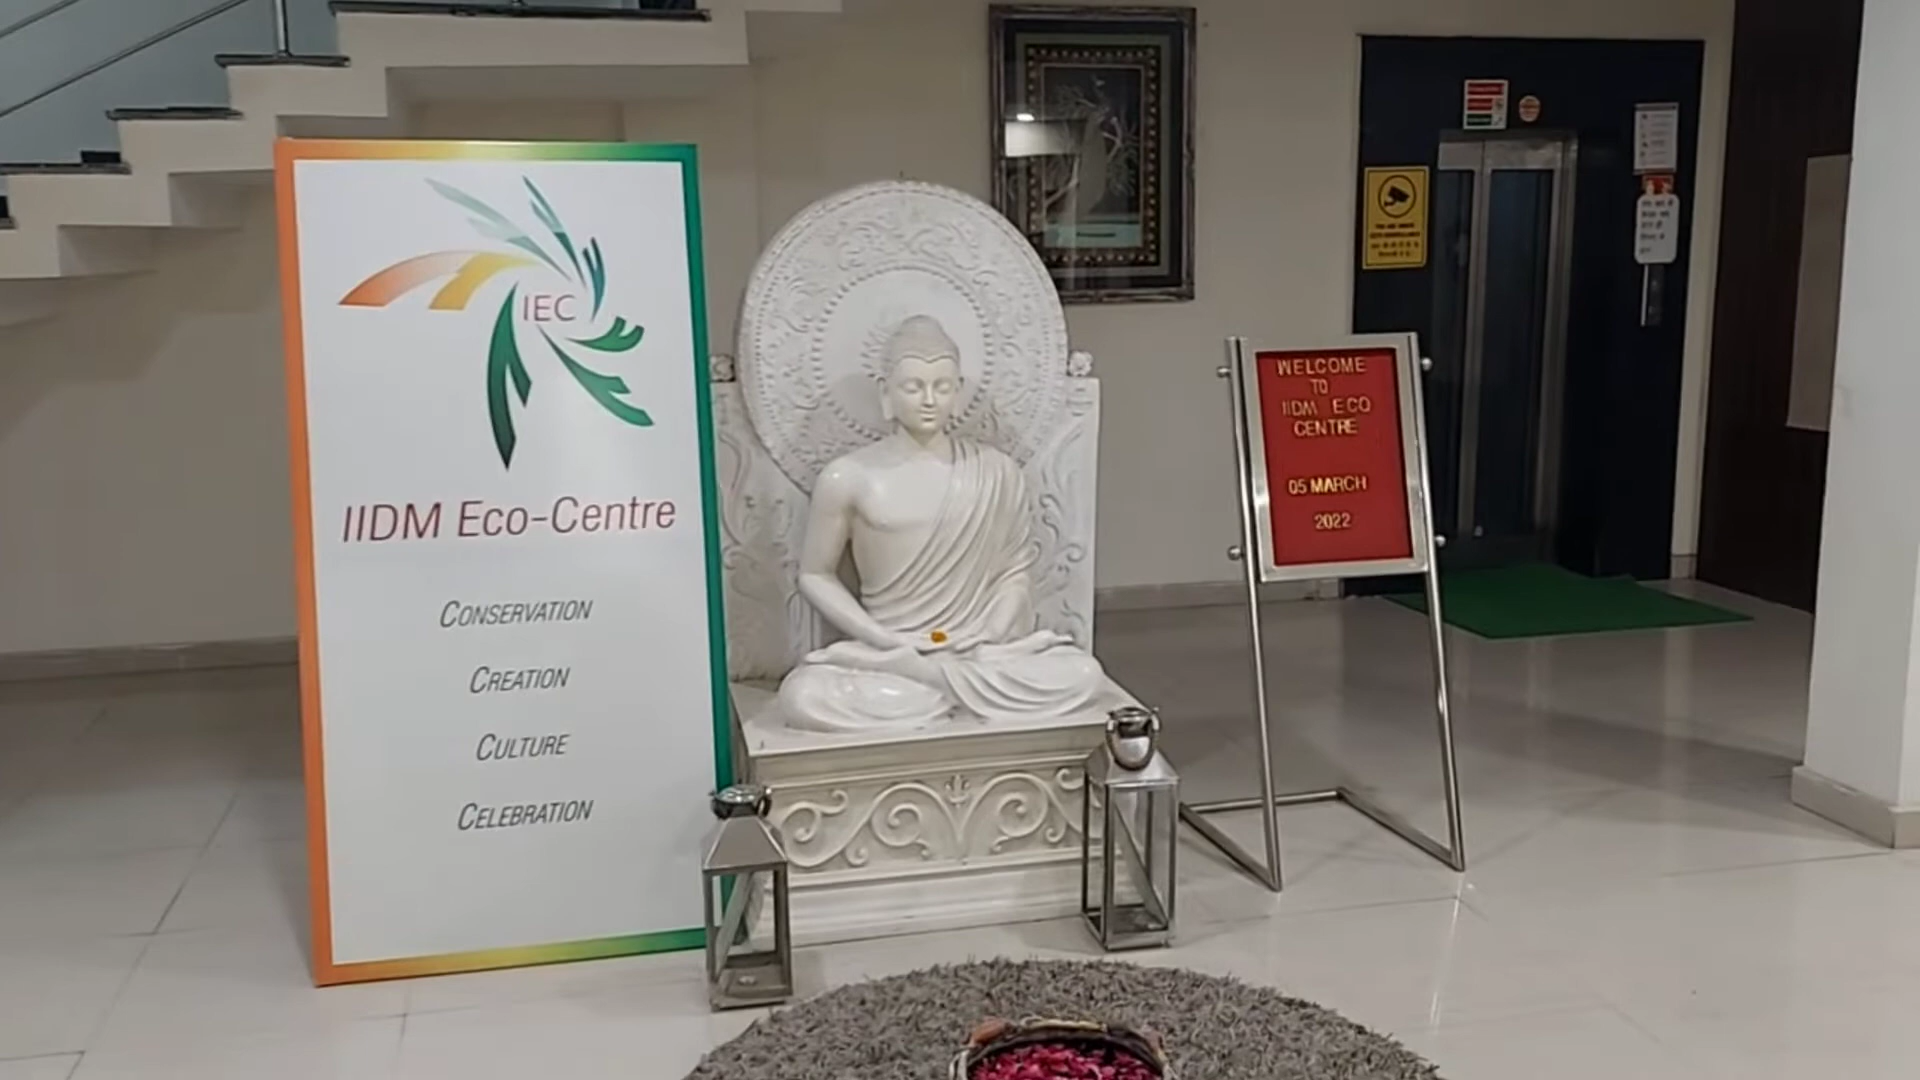 IEC
IIDM Eco-Centre
CONSERVATION
CREATION
CULTURE
CELEBRATION
WELCOME
TO
IIDM ECO
CENTRE
05 MARCH
2022